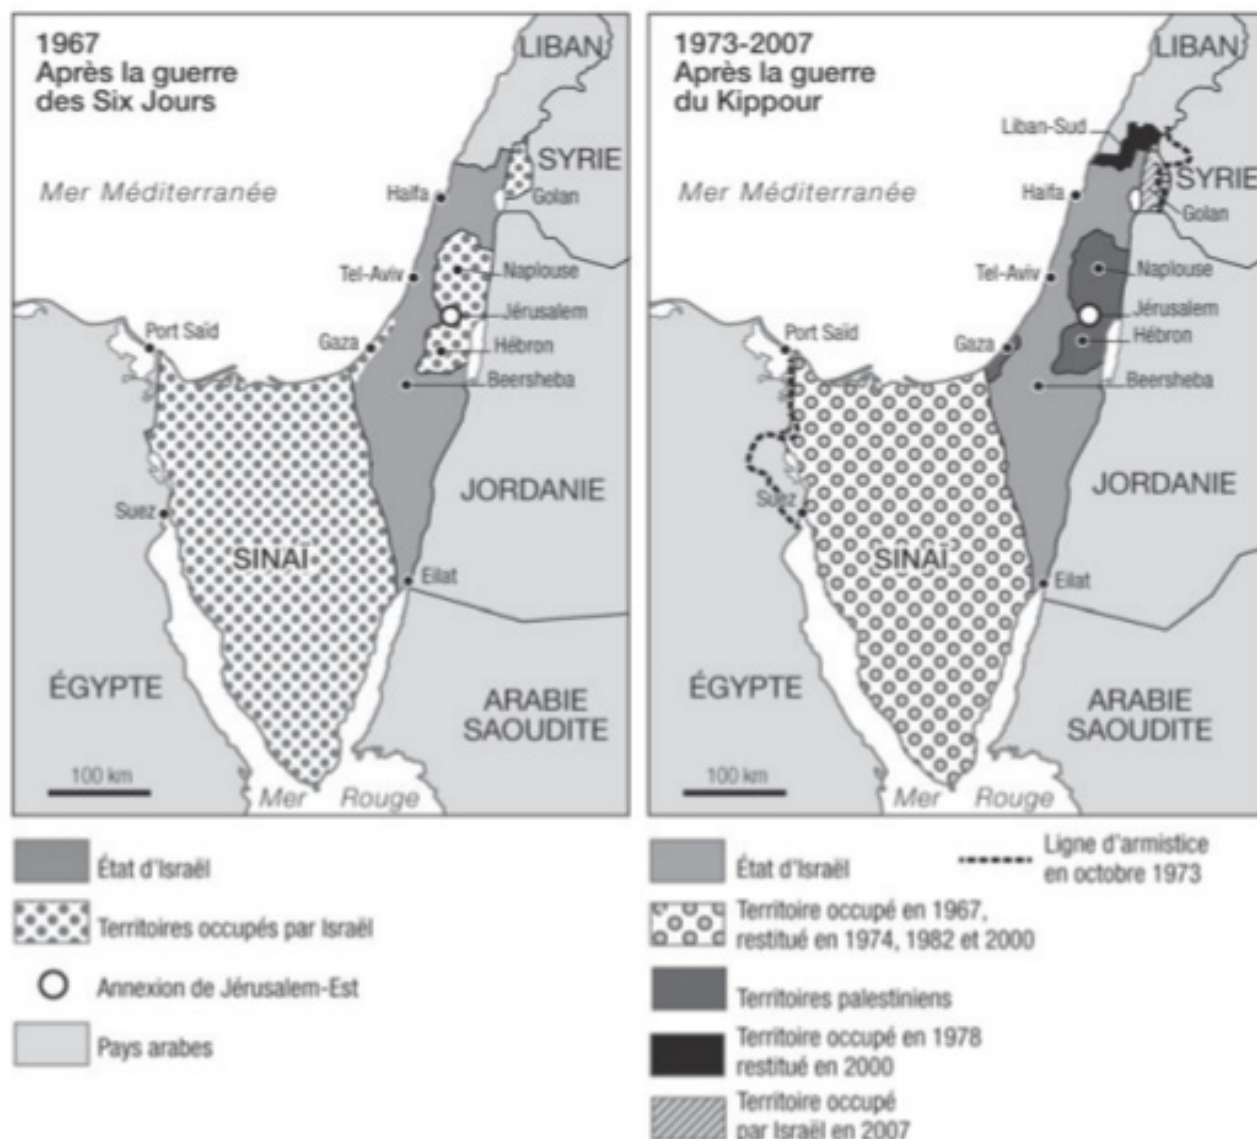 1967
Après la guerre
des Six Jours
LIBAN
SYRIE
Mer Méditerranée
Haïfa
Golan
Tel-Aviv
Naplouse
Port Saïd
Gaza
Jérusalem
Hébron
Beersheba
JORDANIE
Suez
SINAÏ
Eilat
ÉGYPTE
ARABIE
SAOUDITE
100 km
Mer Rouge
État d'Israël
Territoires occupés par Israël
Annexion de Jérusalem-Est
Pays arabes
1973-2007
Après la guerre
du Kippour
LIBAN
Liban-Sud
SYRIE
Mer Méditerranée
Haïfa
Golan
Tel-Aviv
Naplouse
Port Saïd
Gaza
Jérusalem
Hébron
Beersheba
JORDANIE
Suez
SINAÏ
Eilat
ÉGYPTE
ARABIE
SAOUDITE
100 km
Mer Rouge
État d'Israël
Ligne d'armistice
en octobre 1973
Territoire occupé en 1967,
restitué en 1974, 1982 et 2000
Territoires palestiniens
Territoire occupé en 1978
restitué en 2000
Territoire occupé
par Israël en 2007